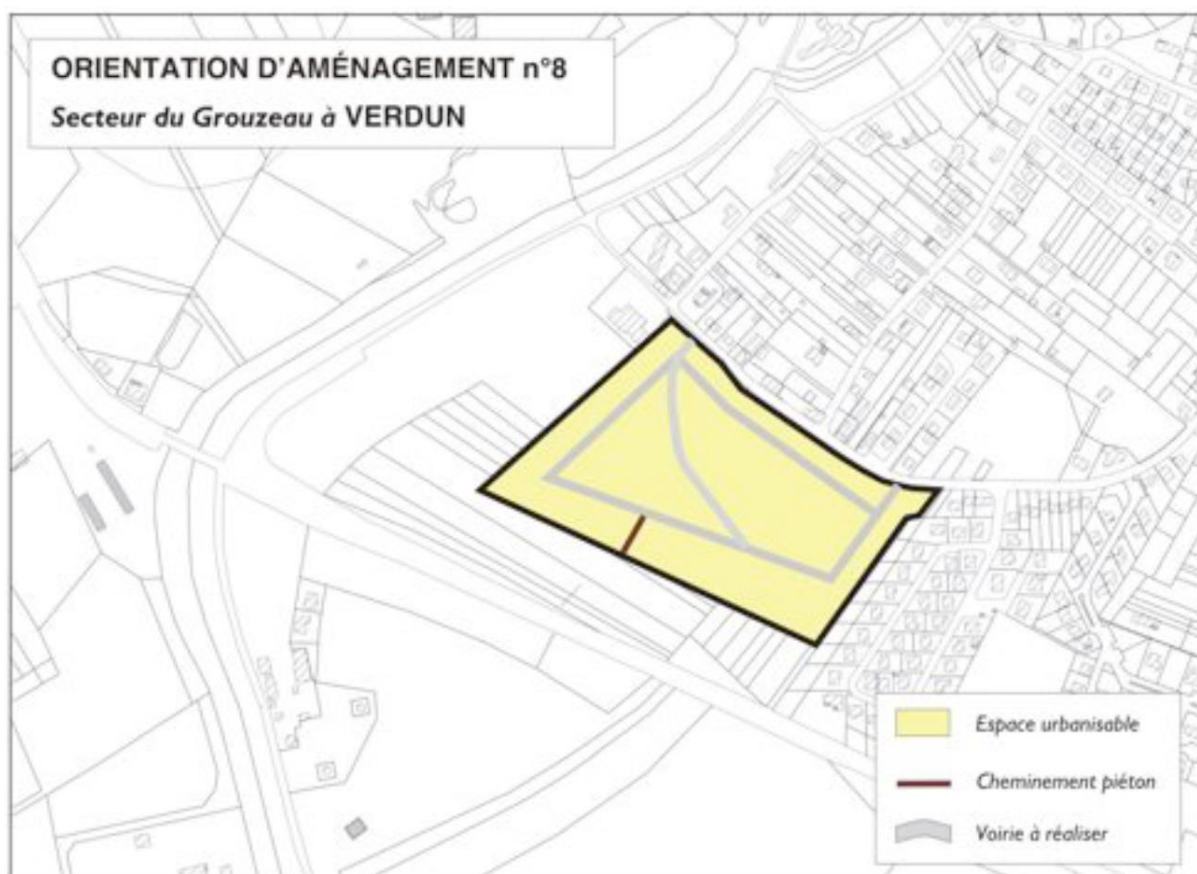 ORIENTATION D'AMÉNAGEMENT n°8
Secteur du Grouzeau à VERDUN
Espace urbanisable
Cheminement piéton
Voirie à réaliser